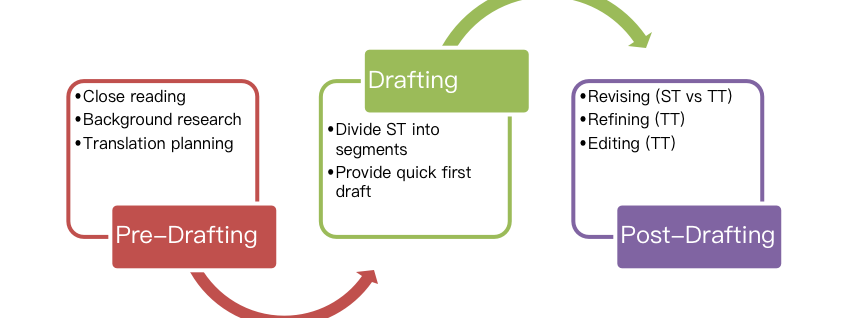 •Close reading
•Background research
•Translation planning
Pre–Drafting
Drafting
•Divide ST into
segments
•Provide quick first
draft
•Revising (ST vs TT)
•Refining (TT)
•Editing (TT)
Post–Drafting